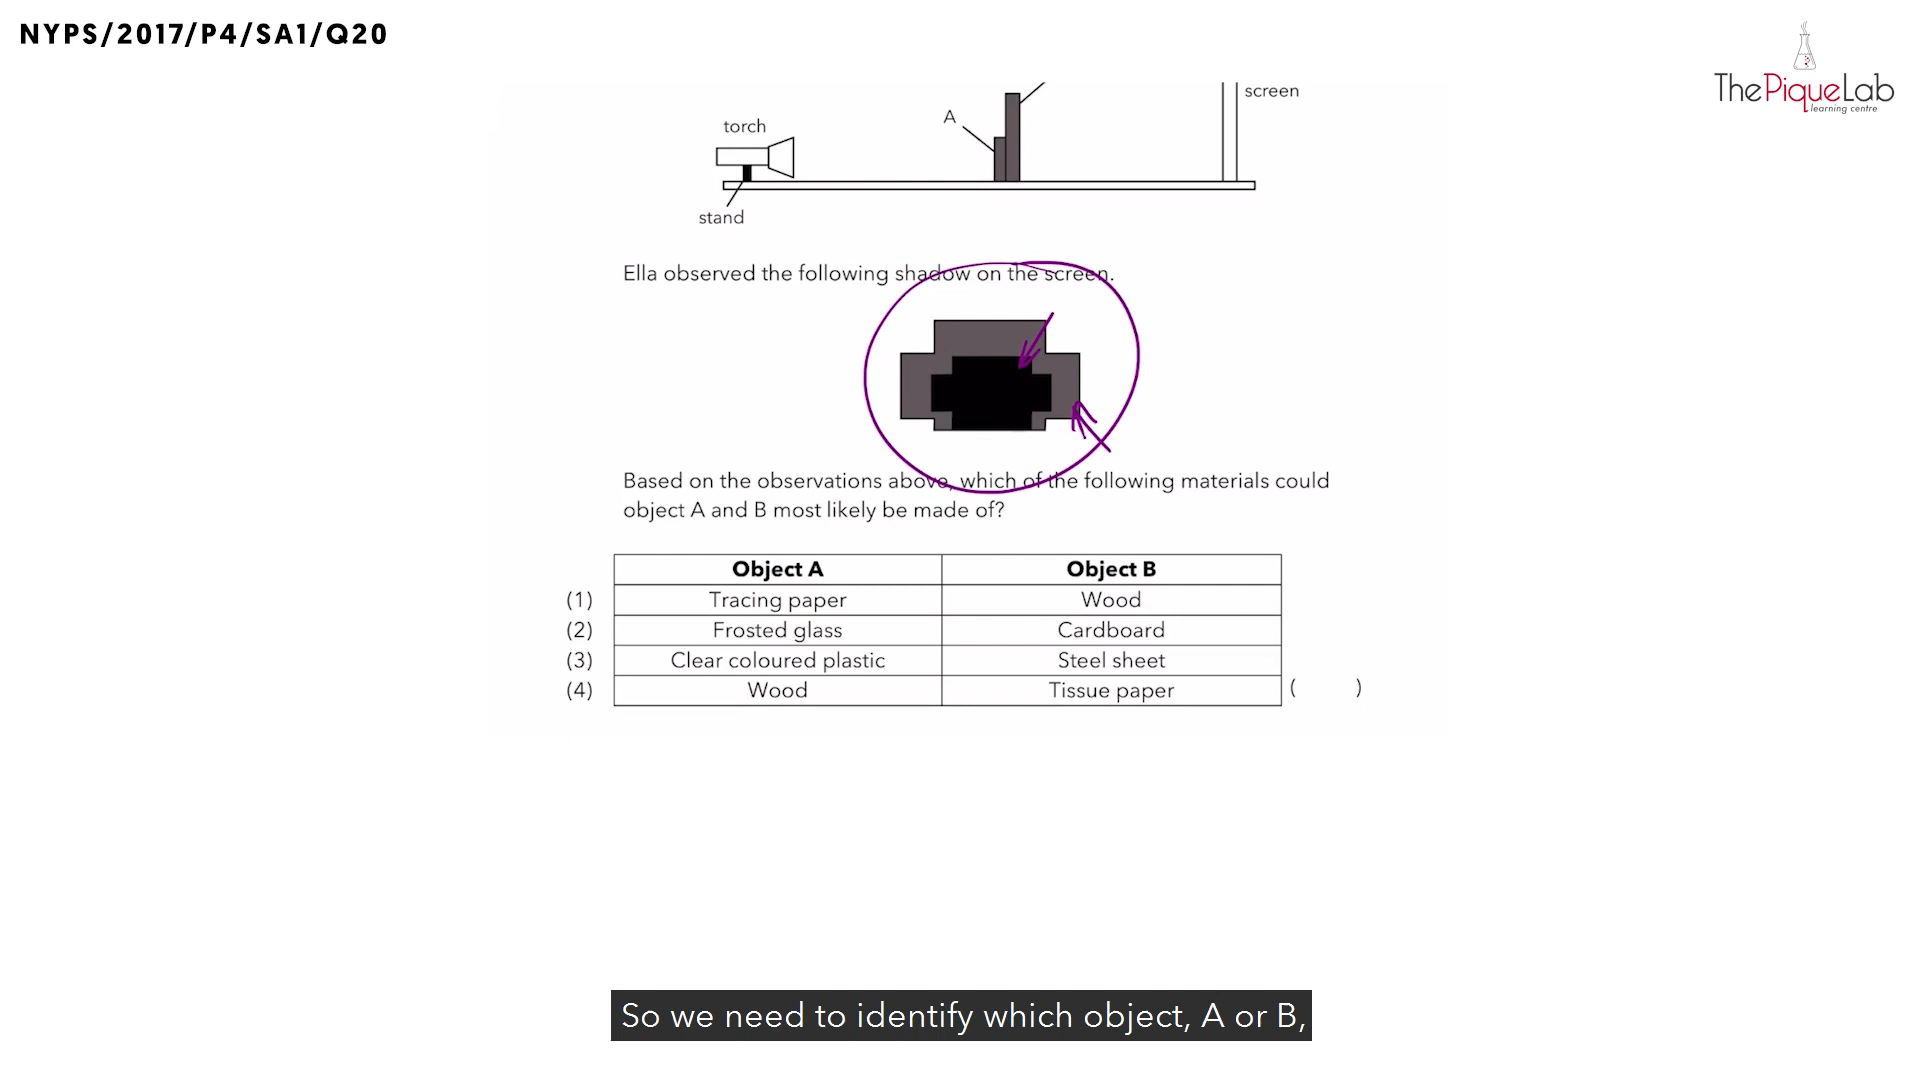 NYPS/2017/P4/SA1/Q20
ThePiqueLab
learning centre
screen
A
torch
stand
Ella observed the following shadow on the screen.
Based on the observations above, which of the following materials could
object A and B most likely be made of?
Object A Object B
(1) Tracing paper Wood
(2) Frosted glass Cardboard
(3) Clear coloured plastic Steel sheet
(4) Wood Tissue paper ( )
So we need to identify which object, A or B,